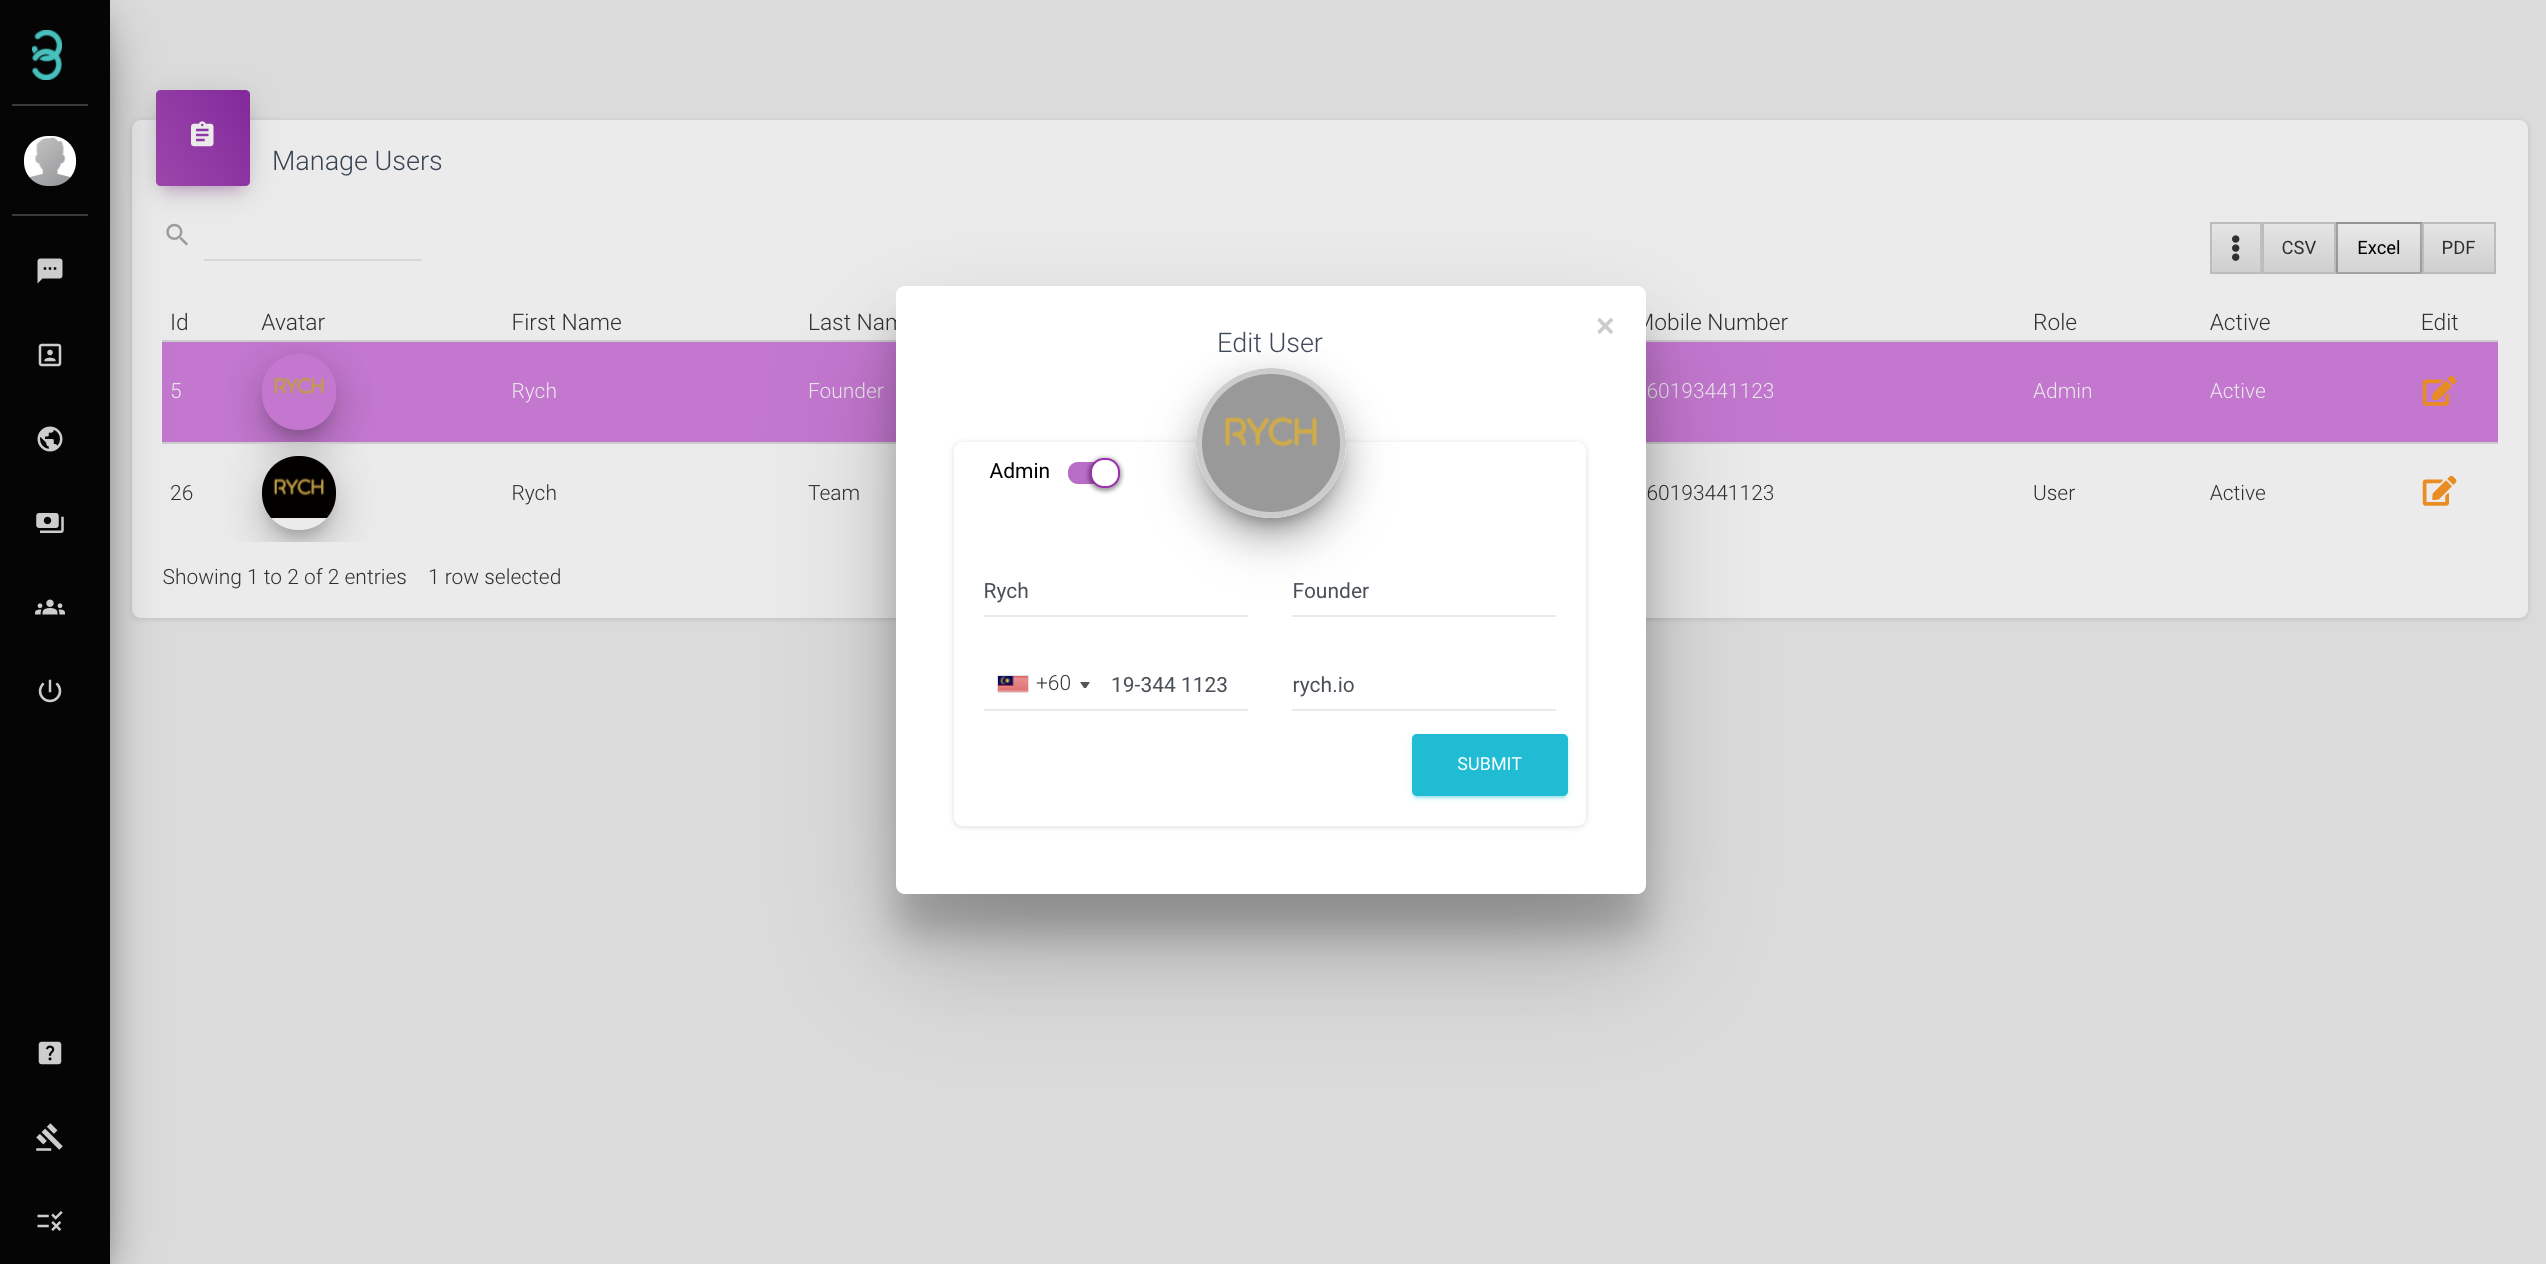 Manage Users
CSV Excel PDF
Id Avatar First Name Last Nam Mobile Number Role Active Edit
5 RYCH Rych Founder 60193441123 Admin Active
26 RYCH Rych Team 60193441123 User Active
Showing 1 to 2 of 2 entries 1 row selected
Edit User
×
RYCH
Admin
Rych Founder
+60 19-344 1123 rych.io
SUBMIT